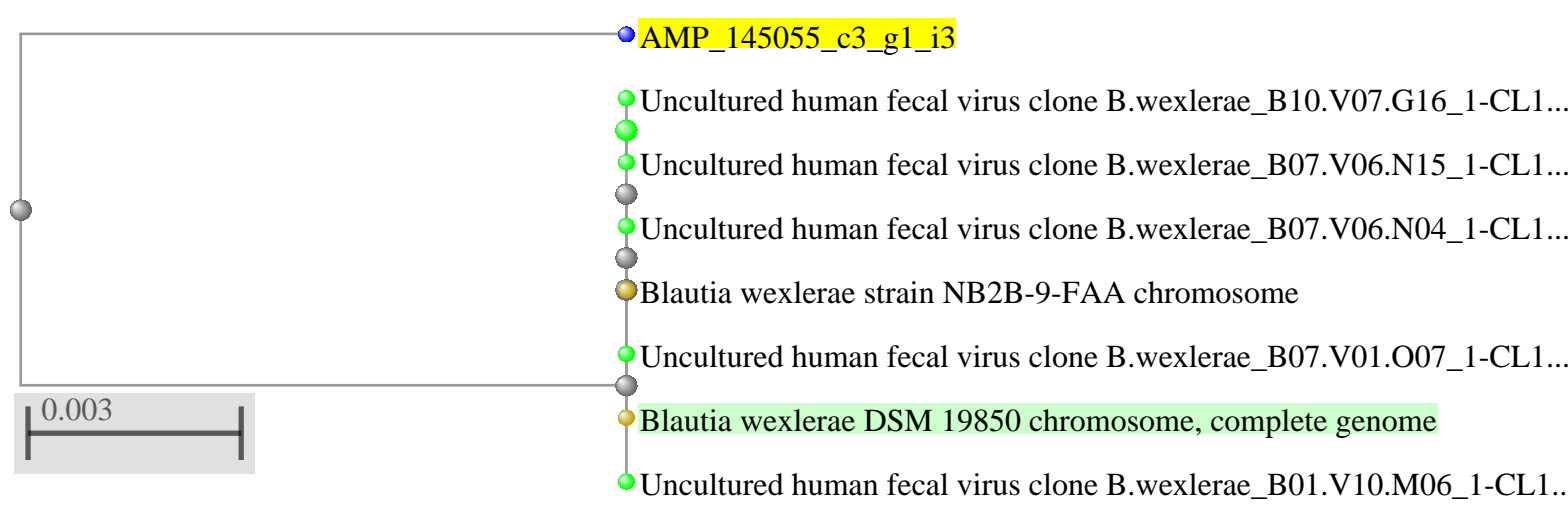 AMP_145055_c3_g1_i3
Uncultured human fecal virus clone B.wexlerae_B10.V07.G16_1-CL1...
Uncultured human fecal virus clone B.wexlerae_B07.V06.N15_1-CL1...
Uncultured human fecal virus clone B.wexlerae_B07.V06.N04_1-CL1...
Blautia wexlerae strain NB2B-9-FAA chromosome
Uncultured human fecal virus clone B.wexlerae_B07.V01.O07_1-CL1...
0.003
Blautia wexlerae DSM 19850 chromosome, complete genome
Uncultured human fecal virus clone B.wexlerae_B01.V10.M06_1-CL1..